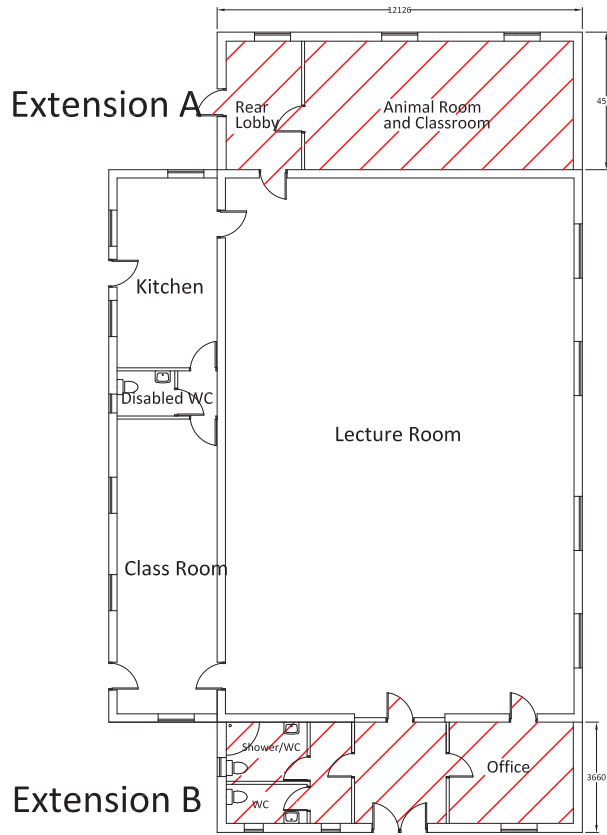 12126
Extension A
Rear
Lobby
Animal Room
and Classroom
45
Kitchen
Disabled WC
Lecture Room
Class Room
Shower/WC
Office
3660
WC
Extension B